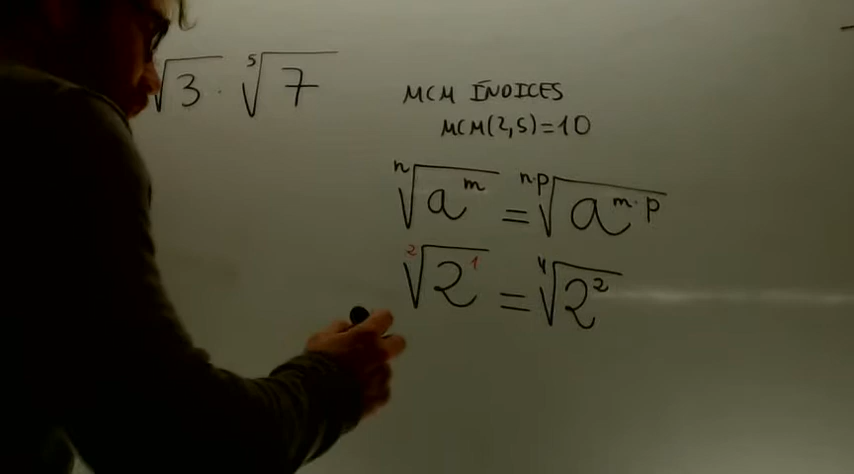 √3 · ⁵√7
MCM ÍNDICES
MCM(2,5)=10
ⁿ√aᵐ = ⁿ·ᵖ√aᵐ·ᵖ
²√2¹ = ⁴√2²